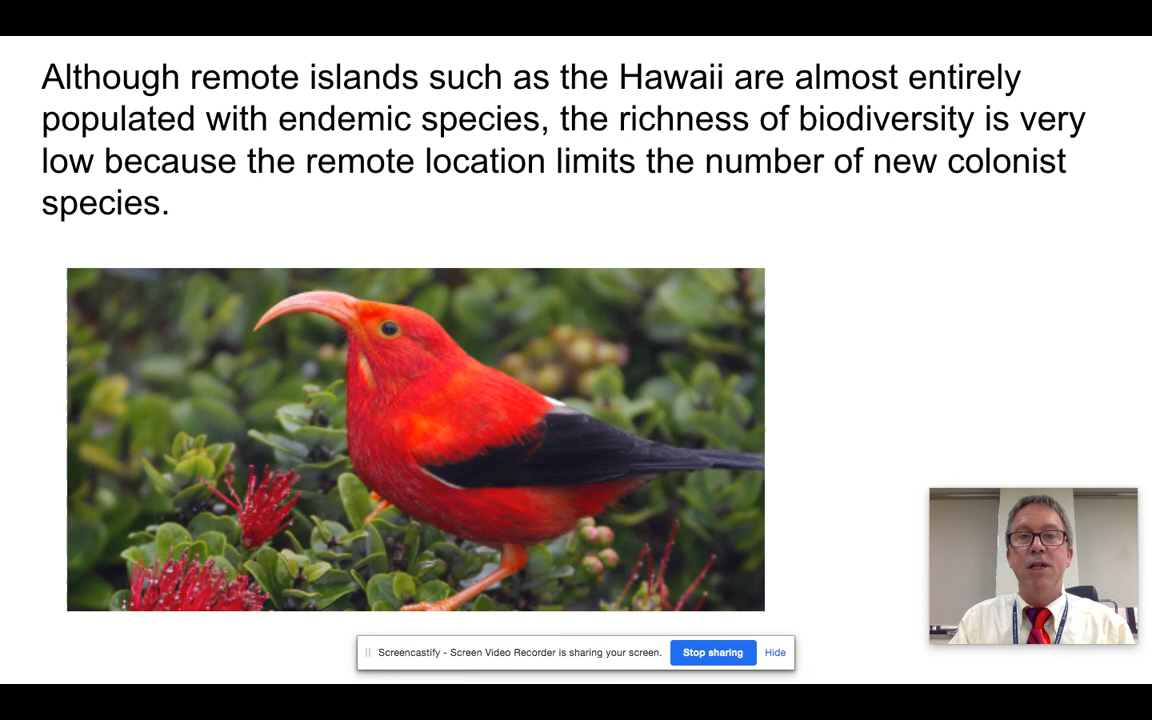 Although remote islands such as the Hawaii are almost entirely
populated with endemic species, the richness of biodiversity is very
low because the remote location limits the number of new colonist
species.
Screencastify - Screen Video Recorder is sharing your screen.
Stop sharing
Hide